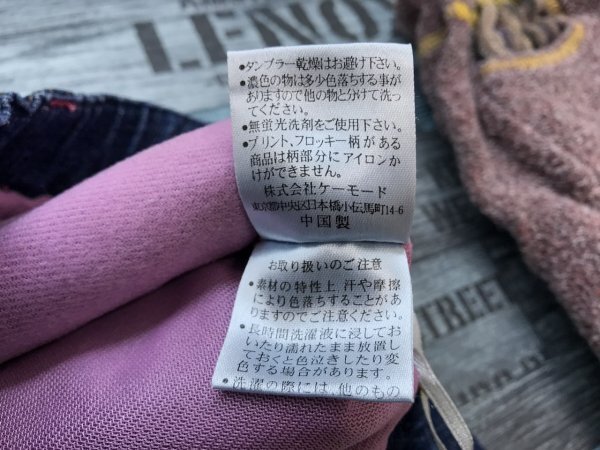 LENO
•タンブラー乾燥はお避け下さい。
•濃色の物は多少色落ちする事が
ありますので他の物と分けて洗っ
てください。
•無蛍光洗剤をご使用下さい。
•プリント、フロッキー柄がある
商品は柄部分にアイロンか
けができません。
株式会社ケーモード
東京都中央区日本橋小伝馬町14-6
中国製
お取り扱いのご注意
•素材の特性上、汗や摩擦
により色落ちすることがあ
りますのでご注意ください。
•長時間洗濯液に浸してお
いたり濡れたまま放置し
ておくと色泣きしたり変
色する場合があります。
•洗濯の際には、他のもの
TREET